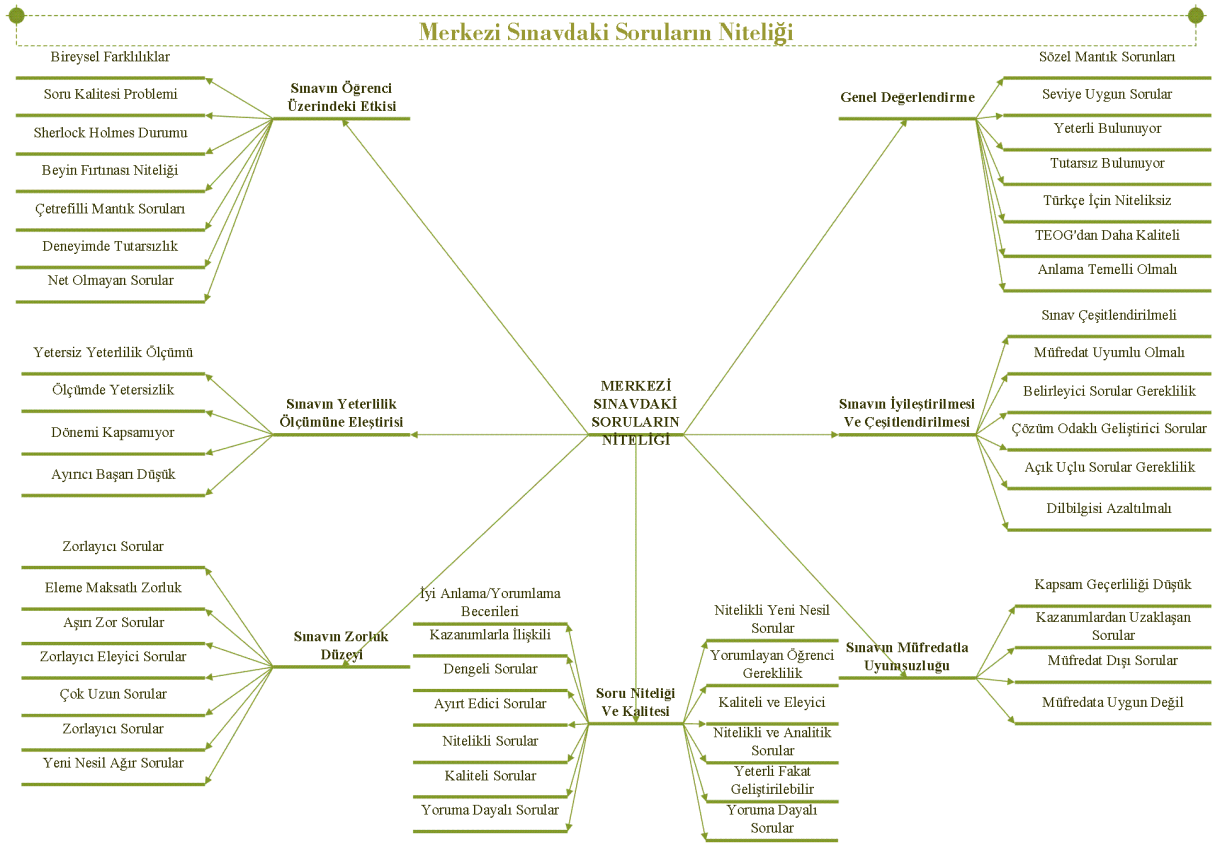 Merkezi Sınavdaki Soruların Niteliği
Sınavın Öğrenci
Üzerindeki Etkisi
Bireysel Farklılıklar
Soru Kalitesi Problemi
Sherlock Holmes Durumu
Beyin Fırtınası Niteliği
Çetrefilli Mantık Soruları
Deneyimde Tutarsızlık
Net Olmayan Sorular
Genel Değerlendirme
Sözel Mantık Sorunları
Seviye Uygun Sorular
Yeterli Bulunuyor
Tutarsız Bulunuyor
Türkçe İçin Niteliksiz
TEOG'dan Daha Kaliteli
Anlama Temelli Olmalı
Sınavın Yeterlilik
Ölçümüne Eleştirisi
Yetersiz Yeterlilik Ölçümü
Ölçümde Yetersizlik
Dönemi Kapsamıyor
Ayırıcı Başarı Düşük
MERKEZİ
SINAVDAKİ
SORULARIN
NİTELİĞİ
Sınavın İyileştirilmesi
Ve Çeşitlendirilmesi
Sınav Çeşitlendirilmeli
Müfredat Uyumlu Olmalı
Belirleyici Sorular Gereklilik
Çözüm Odaklı Geliştirici Sorular
Açık Uçlu Sorular Gereklilik
Dilbilgisi Azaltılmalı
Sınavın Zorluk
Düzeyi
Zorlayıcı Sorular
Eleme Maksatlı Zorluk
Aşırı Zor Sorular
Zorlayıcı Eleyici Sorular
Çok Uzun Sorular
Zorlayıcı Sorular
Yeni Nesil Ağır Sorular
Soru Niteliği
Ve Kalitesi
İyi Anlama/Yorumlama
Becerileri
Kazanımlarla İlişkili
Dengeli Sorular
Ayırt Edici Sorular
Nitelikli Sorular
Kaliteli Sorular
Yoruma Dayalı Sorular
Nitelikli Yeni Nesil
Sorular
Yorumlayan Öğrenci
Gereklilik
Kaliteli ve Eleyici
Nitelikli ve Analitik
Sorular
Yeterli Fakat
Geliştirilebilir
Yoruma Dayalı
Sorular
Sınavın Müfredatla
Uyumsuzluğu
Kapsam Geçerliliği Düşük
Kazanımlardan Uzaklaşan
Sorular
Müfredat Dışı Sorular
Müfredata Uygun Değil